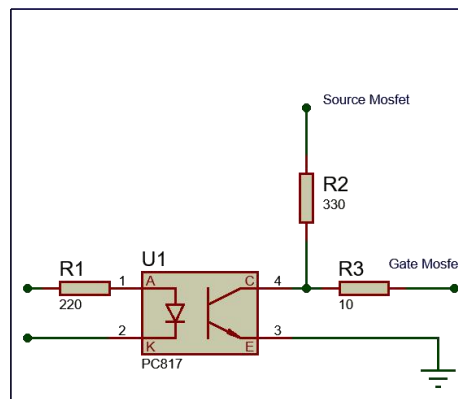 Source Mosfet
R2
330
U1
R1
220
1
A
C
4
R3
10
Gate Mosfe
2
K
E
3
PC817